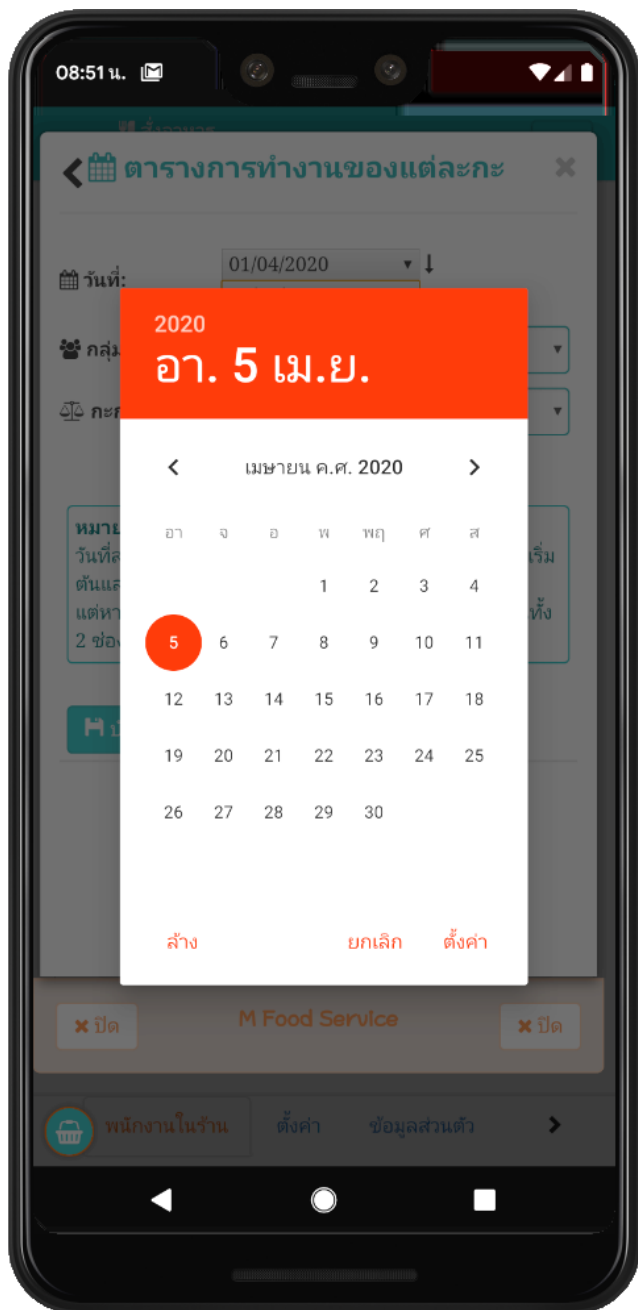 08:51 น.
สั่งอาหาร
ตารางการทำงานของแต่ละกะ
01/04/2020
วันที่:
2020
อา. 5 เม.ย.
กลุ่ม
เมษายน ค.ศ. 2020
อา จ อ พ พฤ ศ ส
1 2 3 4
5 6 7 8 9 10 11
12 13 14 15 16 17 18
19 20 21 22 23 24 25
26 27 28 29 30
เริ่ม
ต้นและ
แต่หา
ทั้ง
2 ช่อง
ล้าง ยกเลิก ตั้งค่า
ปิด M Food Service ปิด
พนักงานในร้าน ตั้งค่า ข้อมูลส่วนตัว